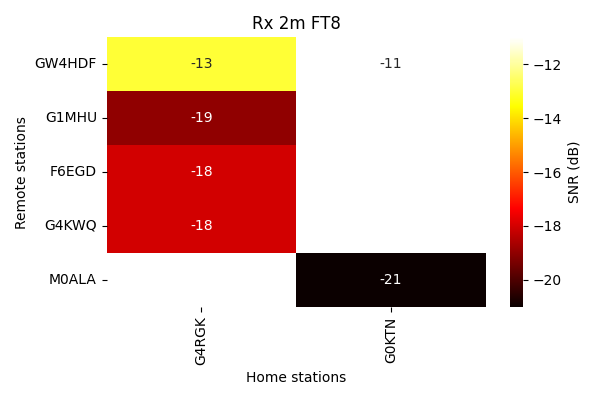 Rx 2m FT8
Remote stations
GW4HDF
G1MHU
F6EGD
G4KWQ
M0ALA
-13
-11
-19
-18
-18
-21
G4RGK
G0KTN
Home stations
−12
−14
−16
−18
−20
SNR (dB)